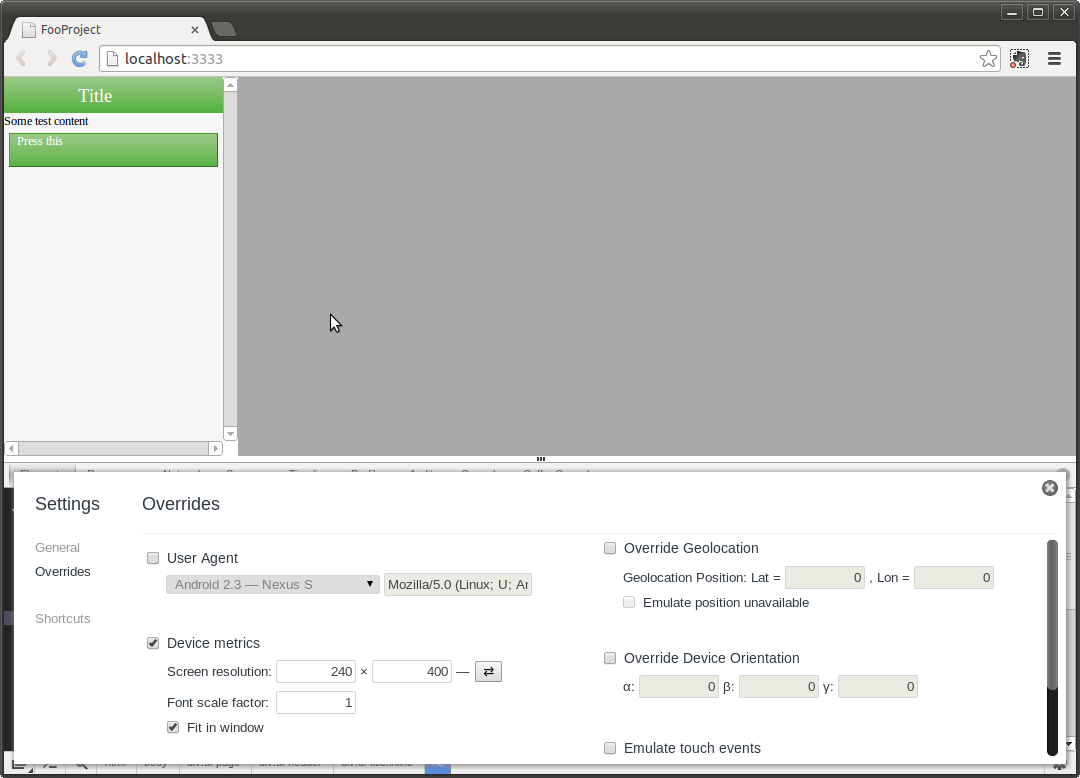 FooProject
localhost:3333
Title
Some test content
Press this
Settings
Overrides
General
Overrides
Shortcuts
User Agent
Android 2.3 — Nexus S
Mozilla/5.0 (Linux; U; An
Device metrics
Screen resolution: 240 × 400 —
Font scale factor: 1
Fit in window
Override Geolocation
Geolocation Position: Lat = 0 , Lon = 0
Emulate position unavailable
Override Device Orientation
α: 0 β: 0 γ: 0
Emulate touch events